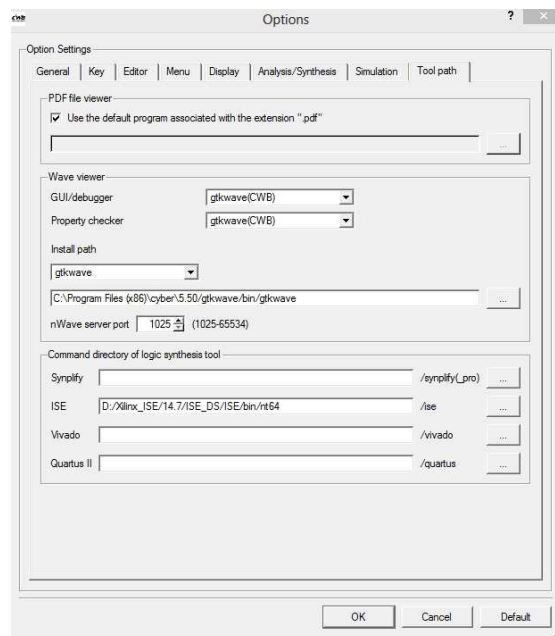 CWB Options ? ×
Option Settings
General Key Editor Menu Display Analysis/Synthesis Simulation Tool path
PDF file viewer
Use the default program associated with the extension ".pdf"
...
Wave viewer
GUI/debugger gtkwave(CWB)
Property checker gtkwave(CWB)
Install path
gtkwave
C:\Program Files (x86)\cyber\5.50/gtkwave/bin/gtkwave ...
nWave server port 1025 (1025-65534)
Command directory of logic synthesis tool
Synplify /synplify(_pro) ...
ISE D:/Xilinx_ISE/14.7/ISE_DS/ISE/bin/nt64 /ise ...
Vivado /vivado ...
Quartus II /quartus ...
OK Cancel Default